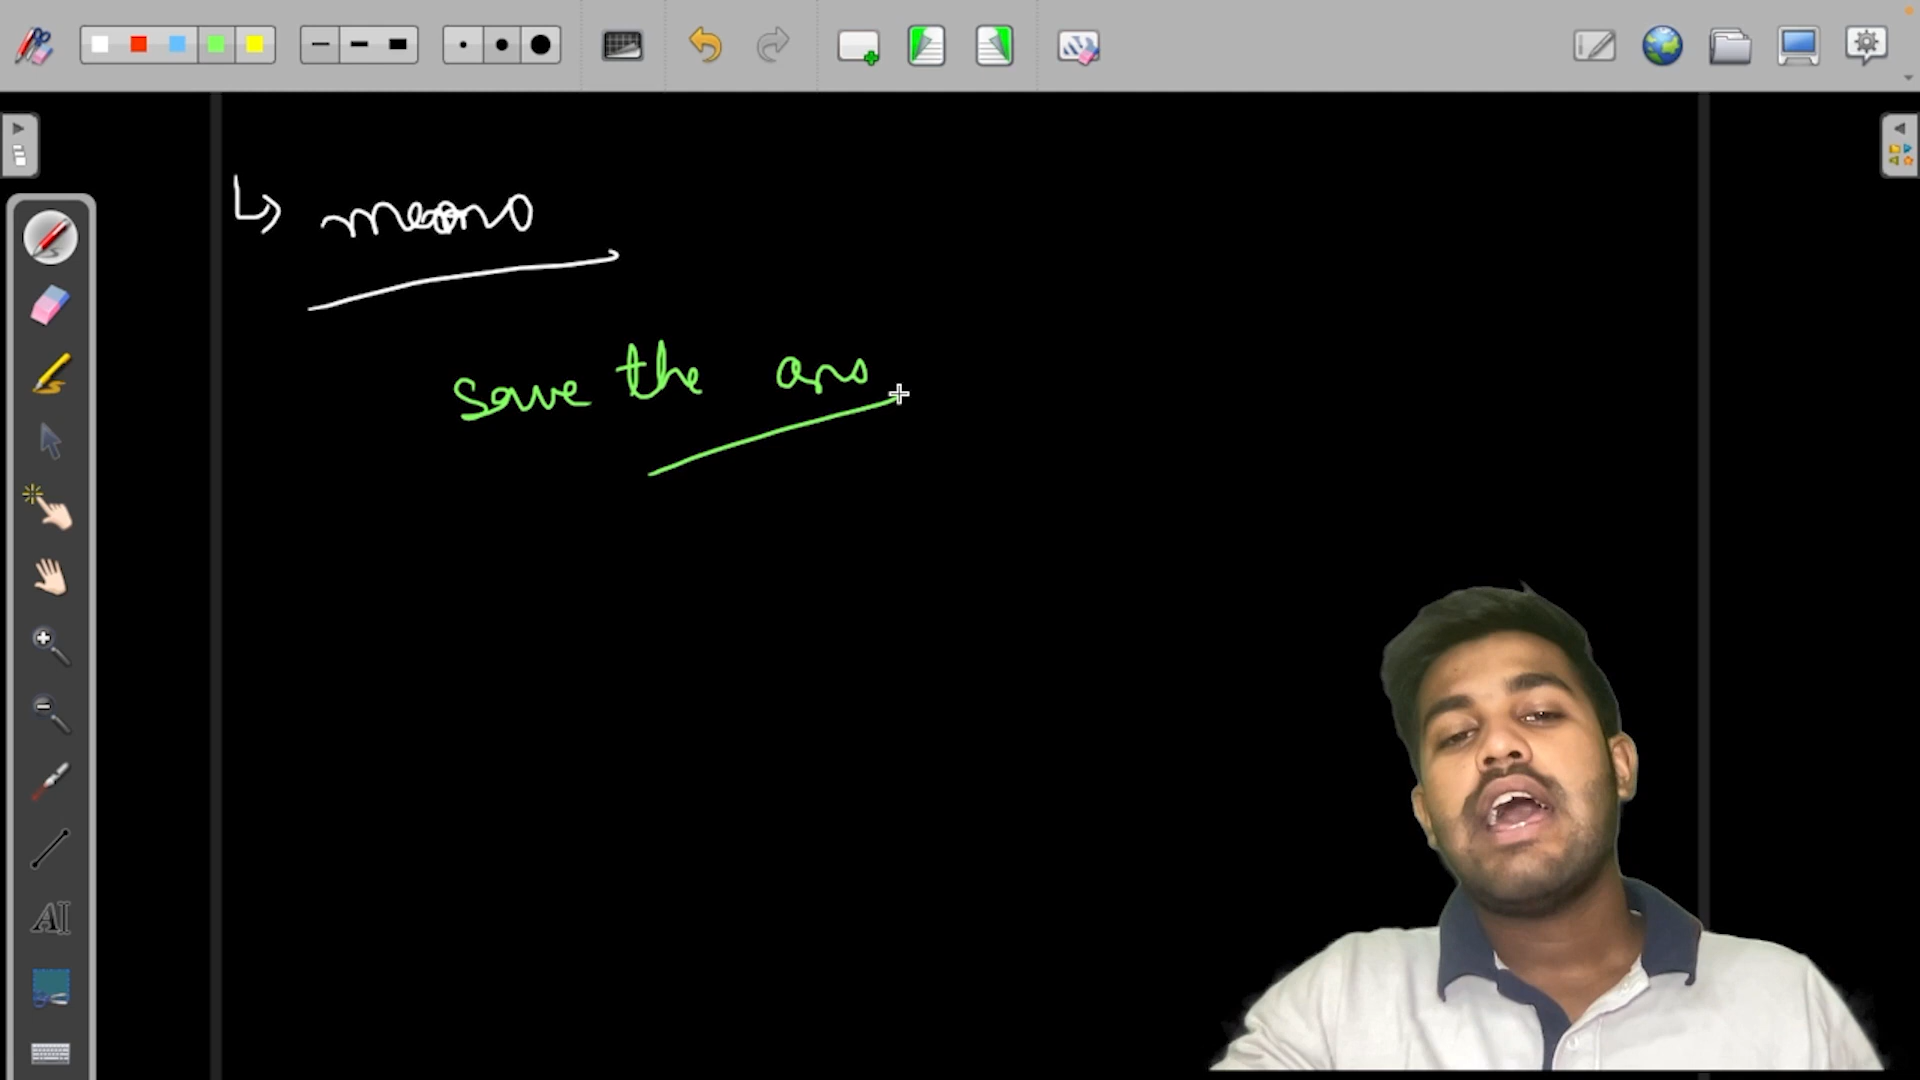 ↳ means
save the ans